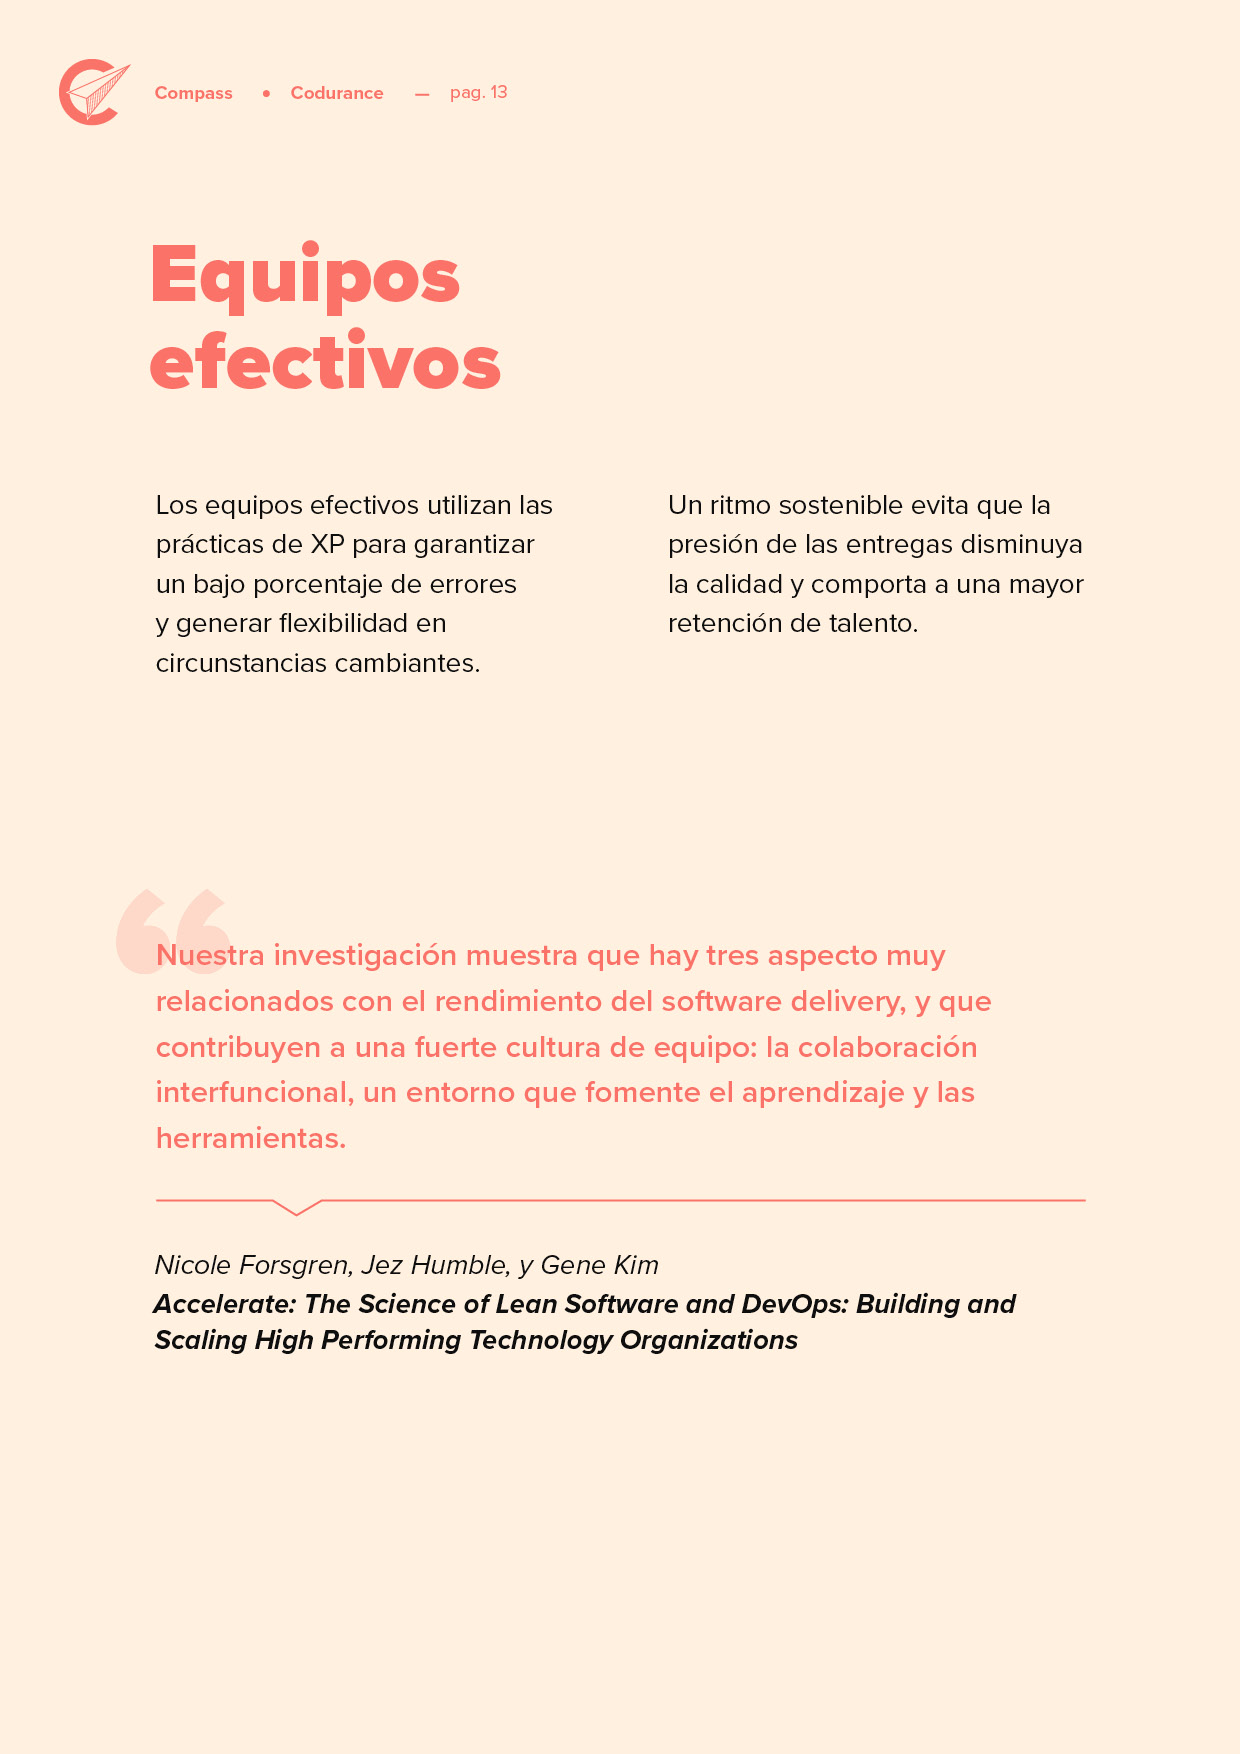 Compass • Codurance — pag. 13
Equipos
efectivos
Los equipos efectivos utilizan las
prácticas de XP para garantizar
un bajo porcentaje de errores
y generar flexibilidad en
circunstancias cambiantes.
Un ritmo sostenible evita que la
presión de las entregas disminuya
la calidad y comporta a una mayor
retención de talento.
“
Nuestra investigación muestra que hay tres aspecto muy
relacionados con el rendimiento del software delivery, y que
contribuyen a una fuerte cultura de equipo: la colaboración
interfuncional, un entorno que fomente el aprendizaje y las
herramientas.
Nicole Forsgren, Jez Humble, y Gene Kim
Accelerate: The Science of Lean Software and DevOps: Building and
Scaling High Performing Technology Organizations